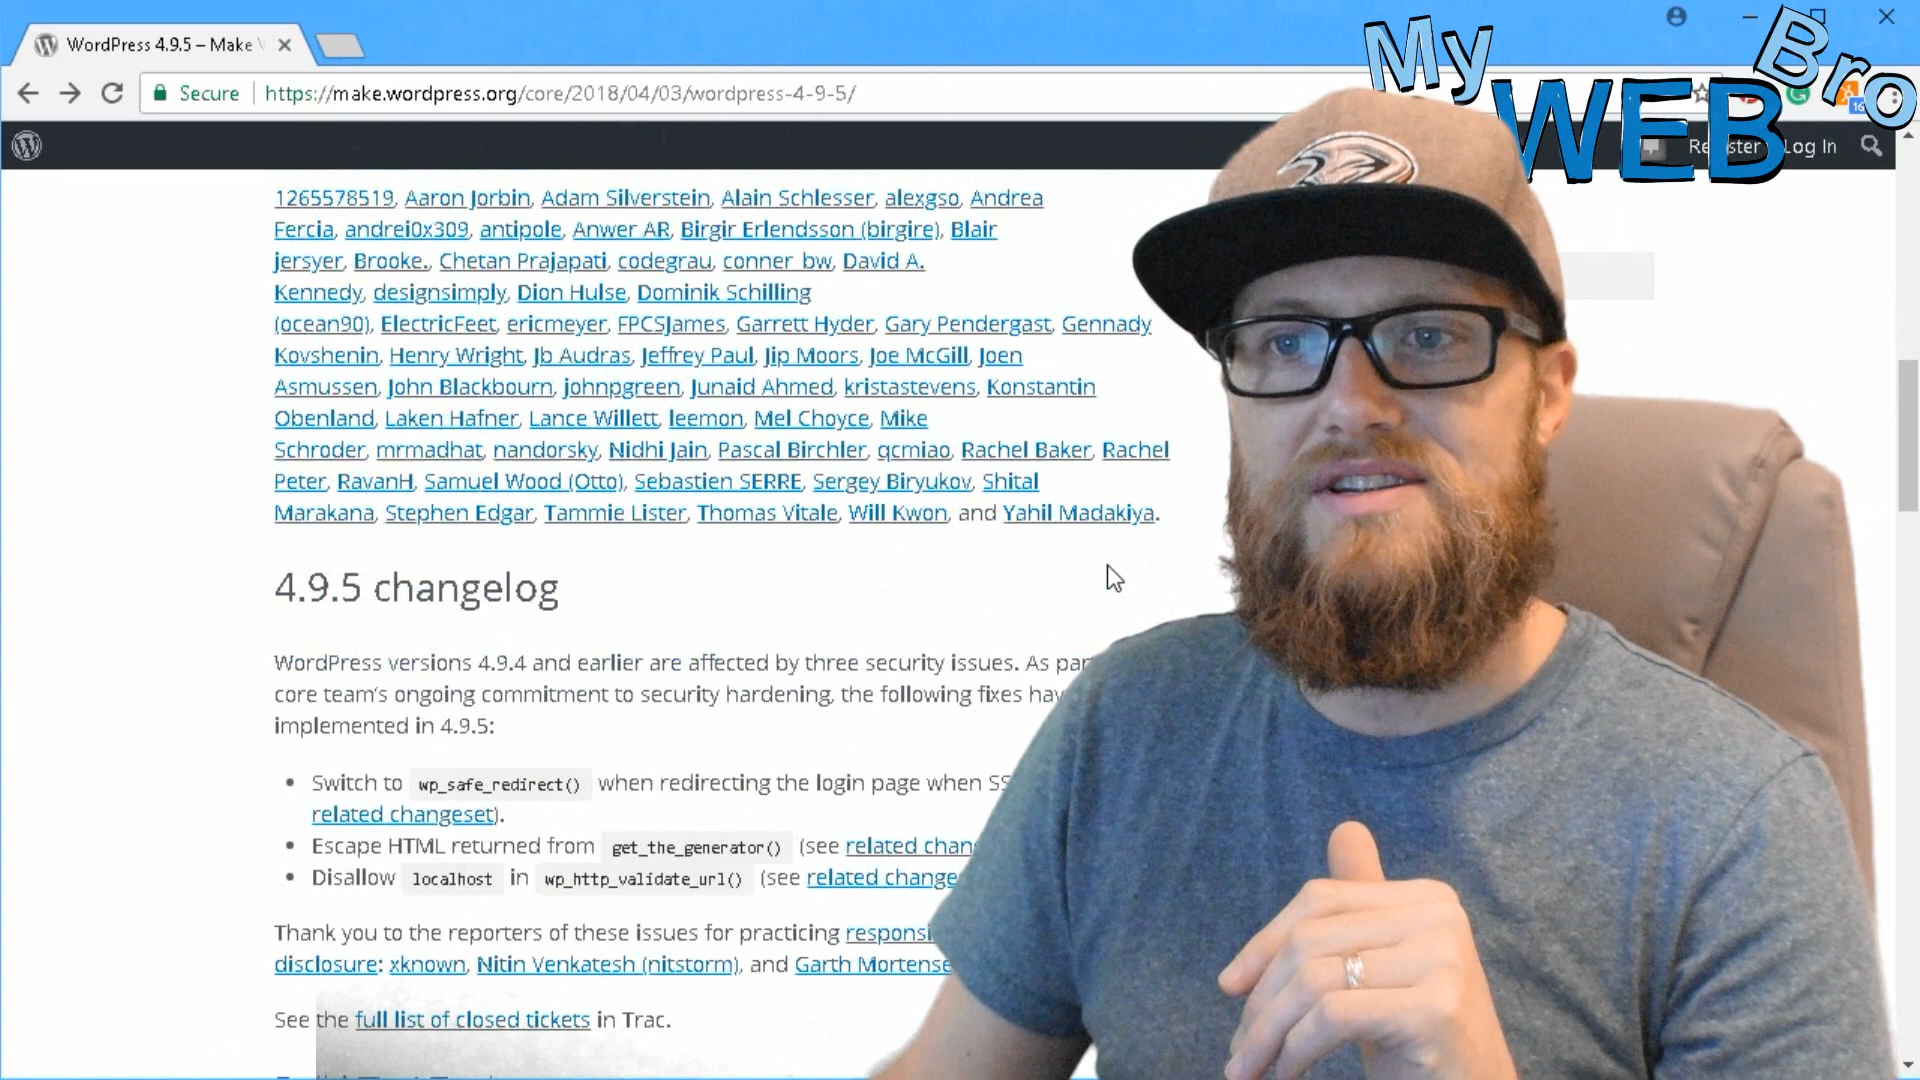 My WEB Bro
WordPress 4.9.5 – Make
Secure https://make.wordpress.org/core/2018/04/03/wordpress-4-9-5/
16
Log In
1265578519, Aaron Jorbin, Adam Silverstein, Alain Schlesser, alexgso, Andrea
Fercia, andrei0x309, antipole, Anwer AR, Birgir Erlendsson (birgire), Blair
jersyer, Brooke., Chetan Prajapati, codegrau, conner_bw, David A.
Kennedy, designsimply, Dion Hulse, Dominik Schilling
(ocean90), ElectricFeet, ericmeyer, FPCSJames, Garrett Hyder, Gary Pendergast, Gennady
Kovshenin, Henry Wright, Jb Audras, Jeffrey Paul, Jip Moors, Joe McGill, Joen
Asmussen, John Blackbourn, johnpgreen, Junaid Ahmed, kristastevens, Konstantin
Obenland, Laken Hafner, Lance Willett, leemon, Mel Choyce, Mike
Schroder, mrmadhat, nandorsky, Nidhi Jain, Pascal Birchler, qcmiao, Rachel Baker, Rachel
Peter, RavanH, Samuel Wood (Otto), Sebastien SERRE, Sergey Biryukov, Shital
Marakana, Stephen Edgar, Tammie Lister, Thomas Vitale, Will Kwon, and Yahil Madakiya.
4.9.5 changelog
WordPress versions 4.9.4 and earlier are affected by three security issues. As
core team's ongoing commitment to security hardening, the following fixes
implemented in 4.9.5:
• Switch to wp_safe_redirect() when redirecting the login page when
related changeset).
• Escape HTML returned from get_the_generator() (see related
• Disallow localhost in wp_http_validate_url() (see related
Thank you to the reporters of these issues for practicing
disclosure: xknown, Nitin Venkatesh (nitstorm), and Garth
See the full list of closed tickets in Trac.